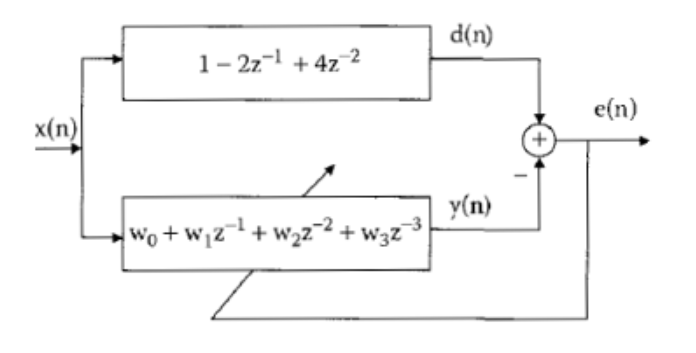 d(n)
1 – 2z⁻¹ + 4z⁻²
e(n)
x(n)
+
–
y(n)
w₀ + w₁z⁻¹ + w₂z⁻² + w₃z⁻³